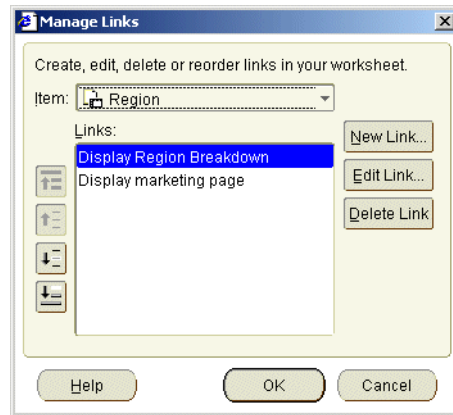 Manage Links
Create, edit, delete or reorder links in your worksheet.
Item: Region
Links:
Display Region Breakdown
Display marketing page
New Link...
Edit Link...
Delete Link
Help
OK
Cancel